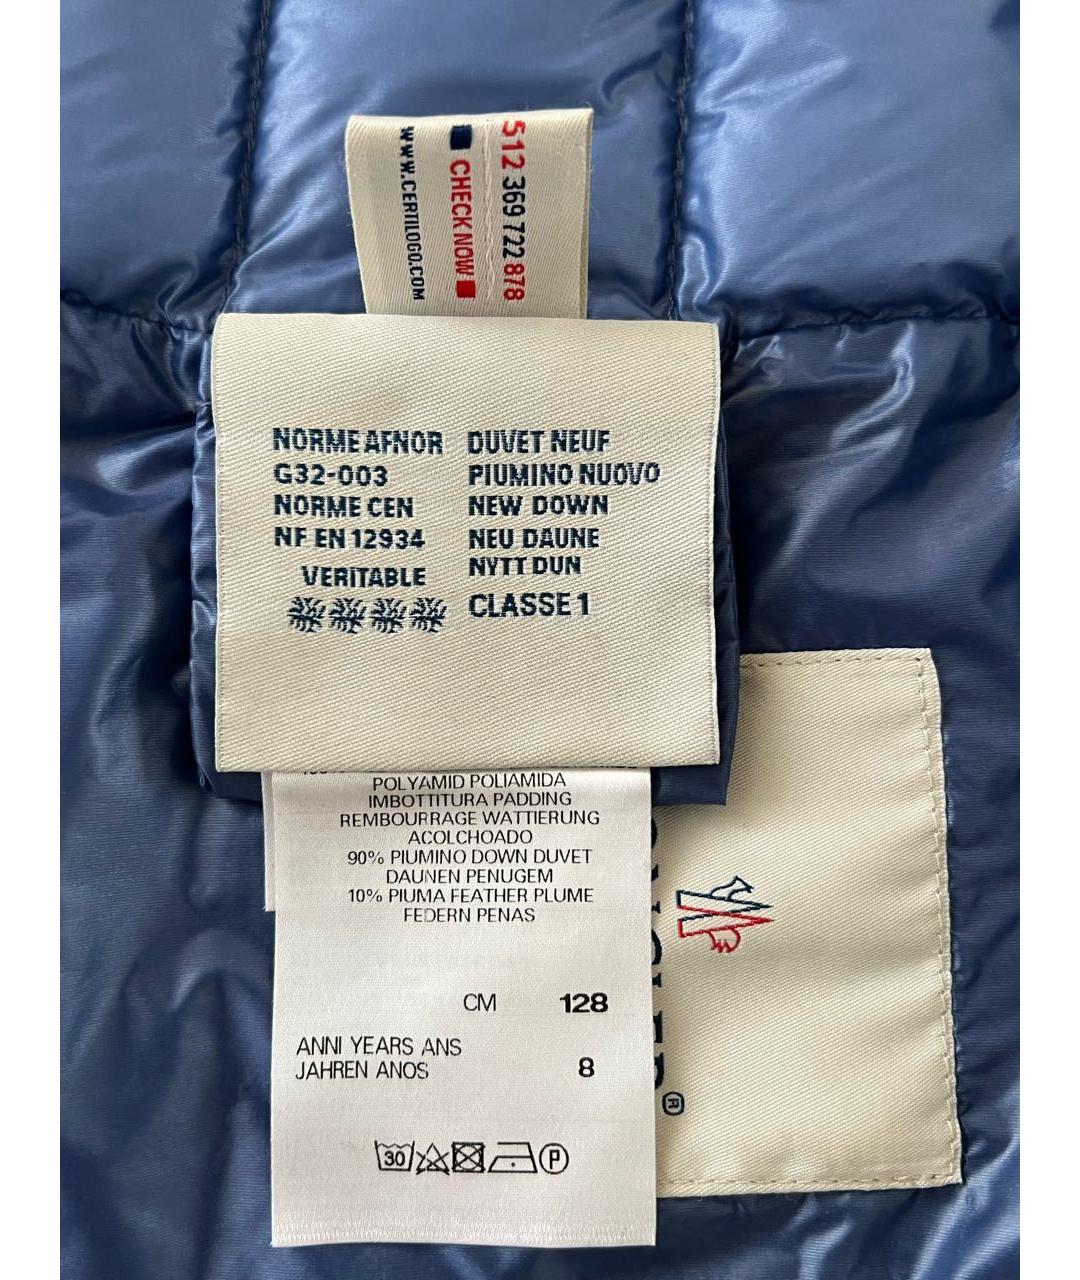 512 369 722 878
CHECK NOW
WWW.CERTILOGO.COM
NORME AFNOR
G32-003
NORME CEN
NF EN 12934
VERITABLE
DUVET NEUF
PIUMINO NUOVO
NEW DOWN
NEU DAUNE
NYTT DUN
CLASSE 1
POLYAMID POLIAMIDA
IMBOTTITURA PADDING
REMBOURRAGE WATTIERUNG
ACOLCHOADO
90% PIUMINO DOWN DUVET
DAUNEN PENUGEM
10% PIUMA FEATHER PLUME
FEDERN PENAS
CM 128
ANNI YEARS ANS
JAHREN ANOS 8
30 P
®